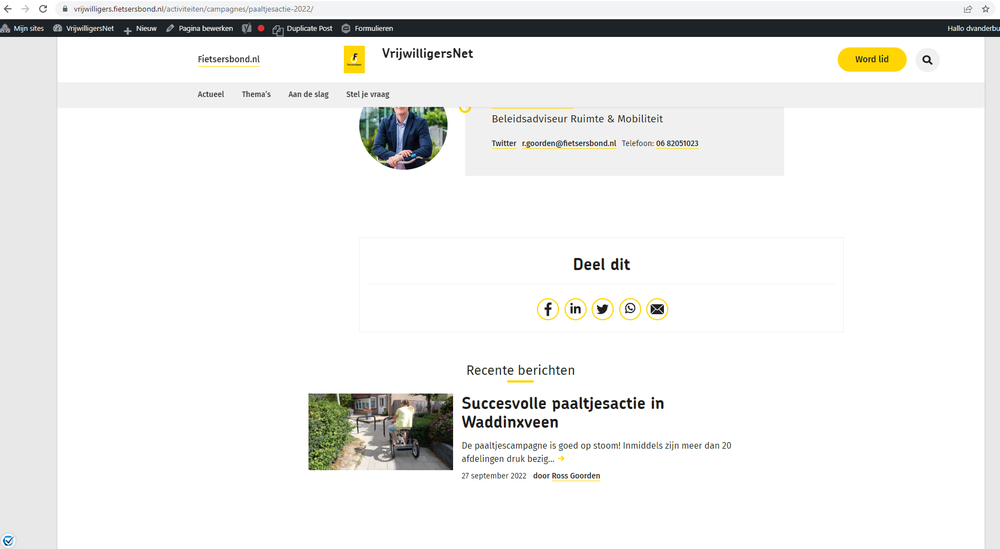 vrijwilligers.fietsersbond.nl/activiteiten/campagnes/paaltjesactie-2022/
Mijn sites VrijwilligersNet Nieuw Pagina bewerken Duplicate Post Formulieren Hallo dvanderbu
Fietsersbond.nl
Fietsersbond
VrijwilligersNet
Word lid
Actueel Thema's Aan de slag Stel je vraag
Beleidsadviseur Ruimte & Mobiliteit
Twitter r.goorden@fietsersbond.nl Telefoon: 06 82051023
Deel dit
Recente berichten
Succesvolle paaltjesactie in
Waddinxveen
De paaltjescampagne is goed op stoom! Inmiddels zijn meer dan 20
afdelingen druk bezig... →
27 september 2022 door Ross Goorden